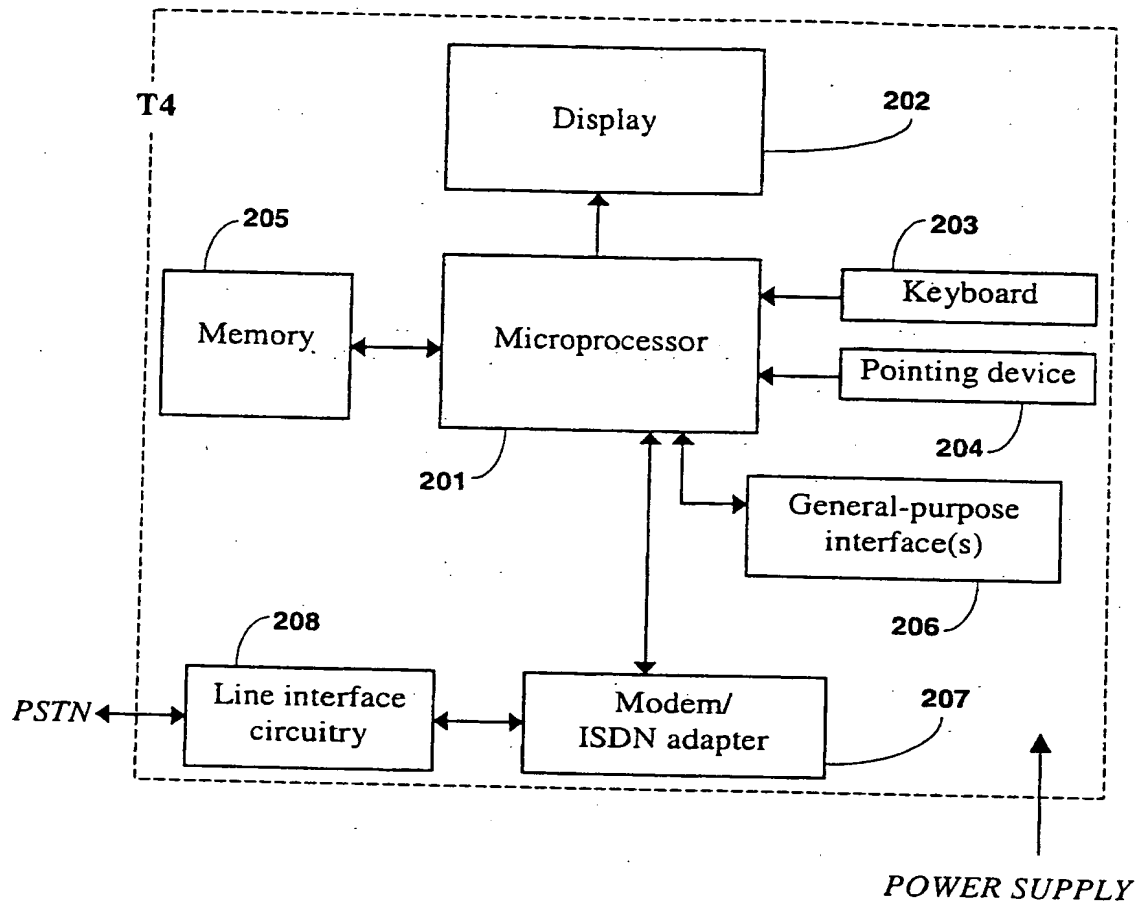 T4
Display
202
205
203
Memory
Microprocessor
Keyboard
Pointing device
201
204
General-purpose
interface(s)
206
208
PSTN
Line interface
circuitry
Modem/
ISDN adapter
207
POWER SUPPLY